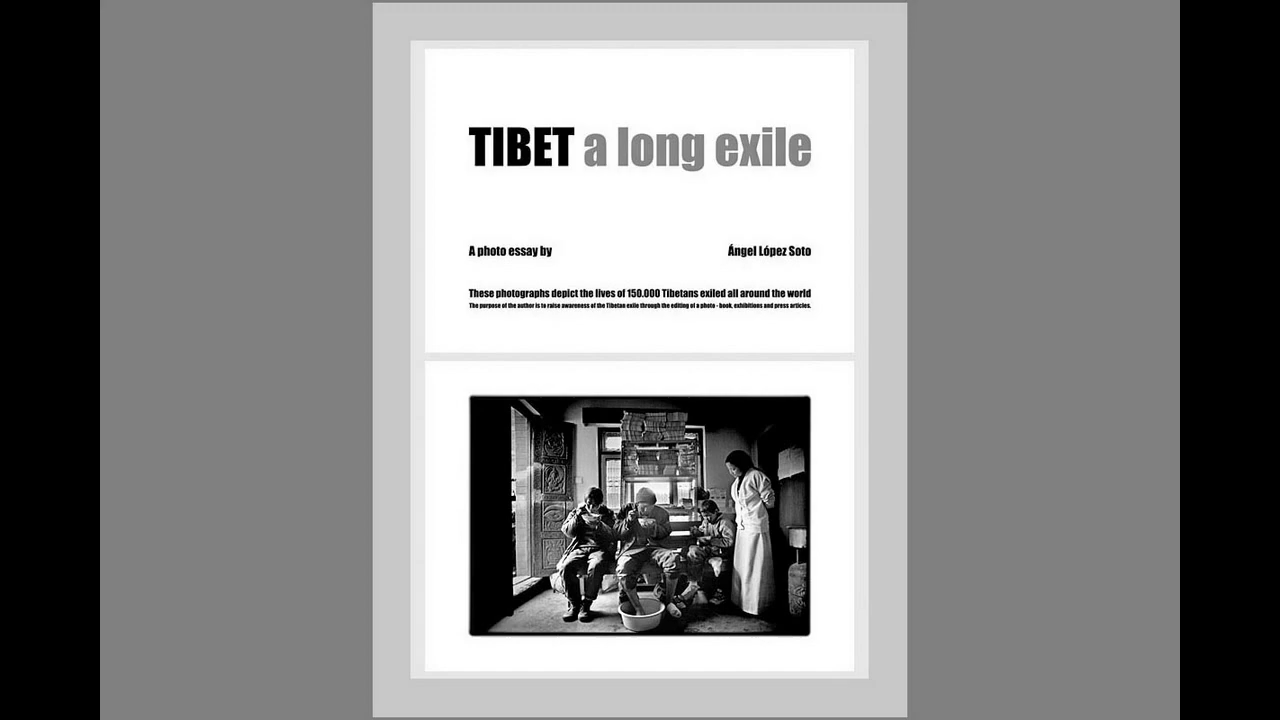 TIBET a long exile
A photo essay by Ángel López Soto
These photographs depict the lives of 150.000 Tibetans exiled all around the world
The purpose of the author is to raise awareness of the Tibetan exile through the editing of a photo - book, exhibitions and press articles.